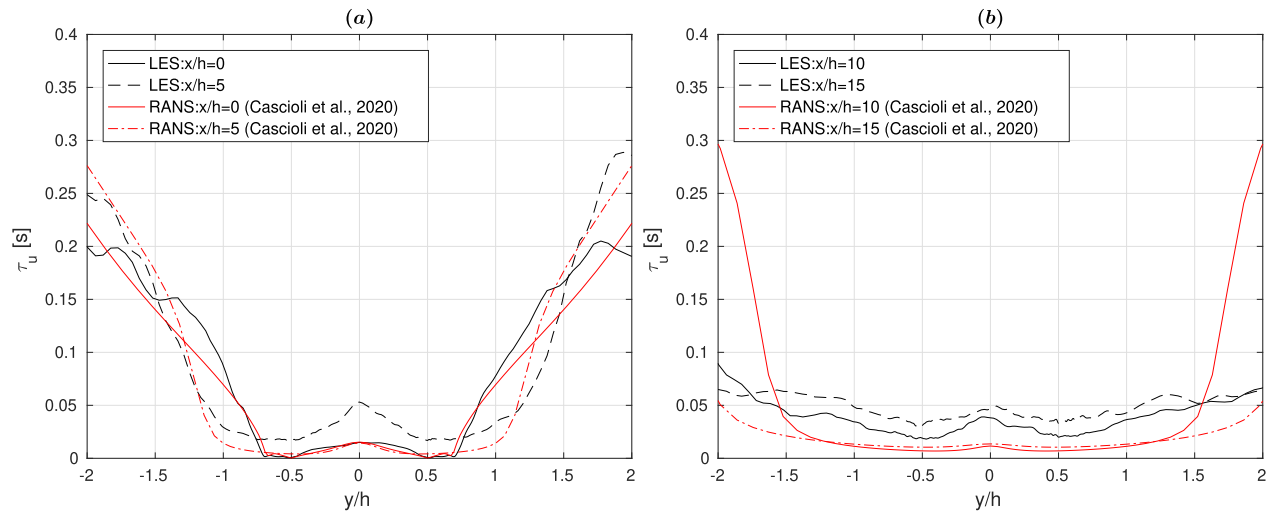 (a)
0.4
0.35
0.3
0.25
0.2
0.15
0.1
0.05
0
τu [s]
LES:x/h=0
LES:x/h=5
RANS:x/h=0 (Cascioli et al., 2020)
RANS:x/h=5 (Cascioli et al., 2020)
-2 -1.5 -1 -0.5 0 0.5 1 1.5 2
y/h
(b)
0.4
0.35
0.3
0.25
0.2
0.15
0.1
0.05
0
τu [s]
LES:x/h=10
LES:x/h=15
RANS:x/h=10 (Cascioli et al., 2020)
RANS:x/h=15 (Cascioli et al., 2020)
-2 -1.5 -1 -0.5 0 0.5 1 1.5 2
y/h